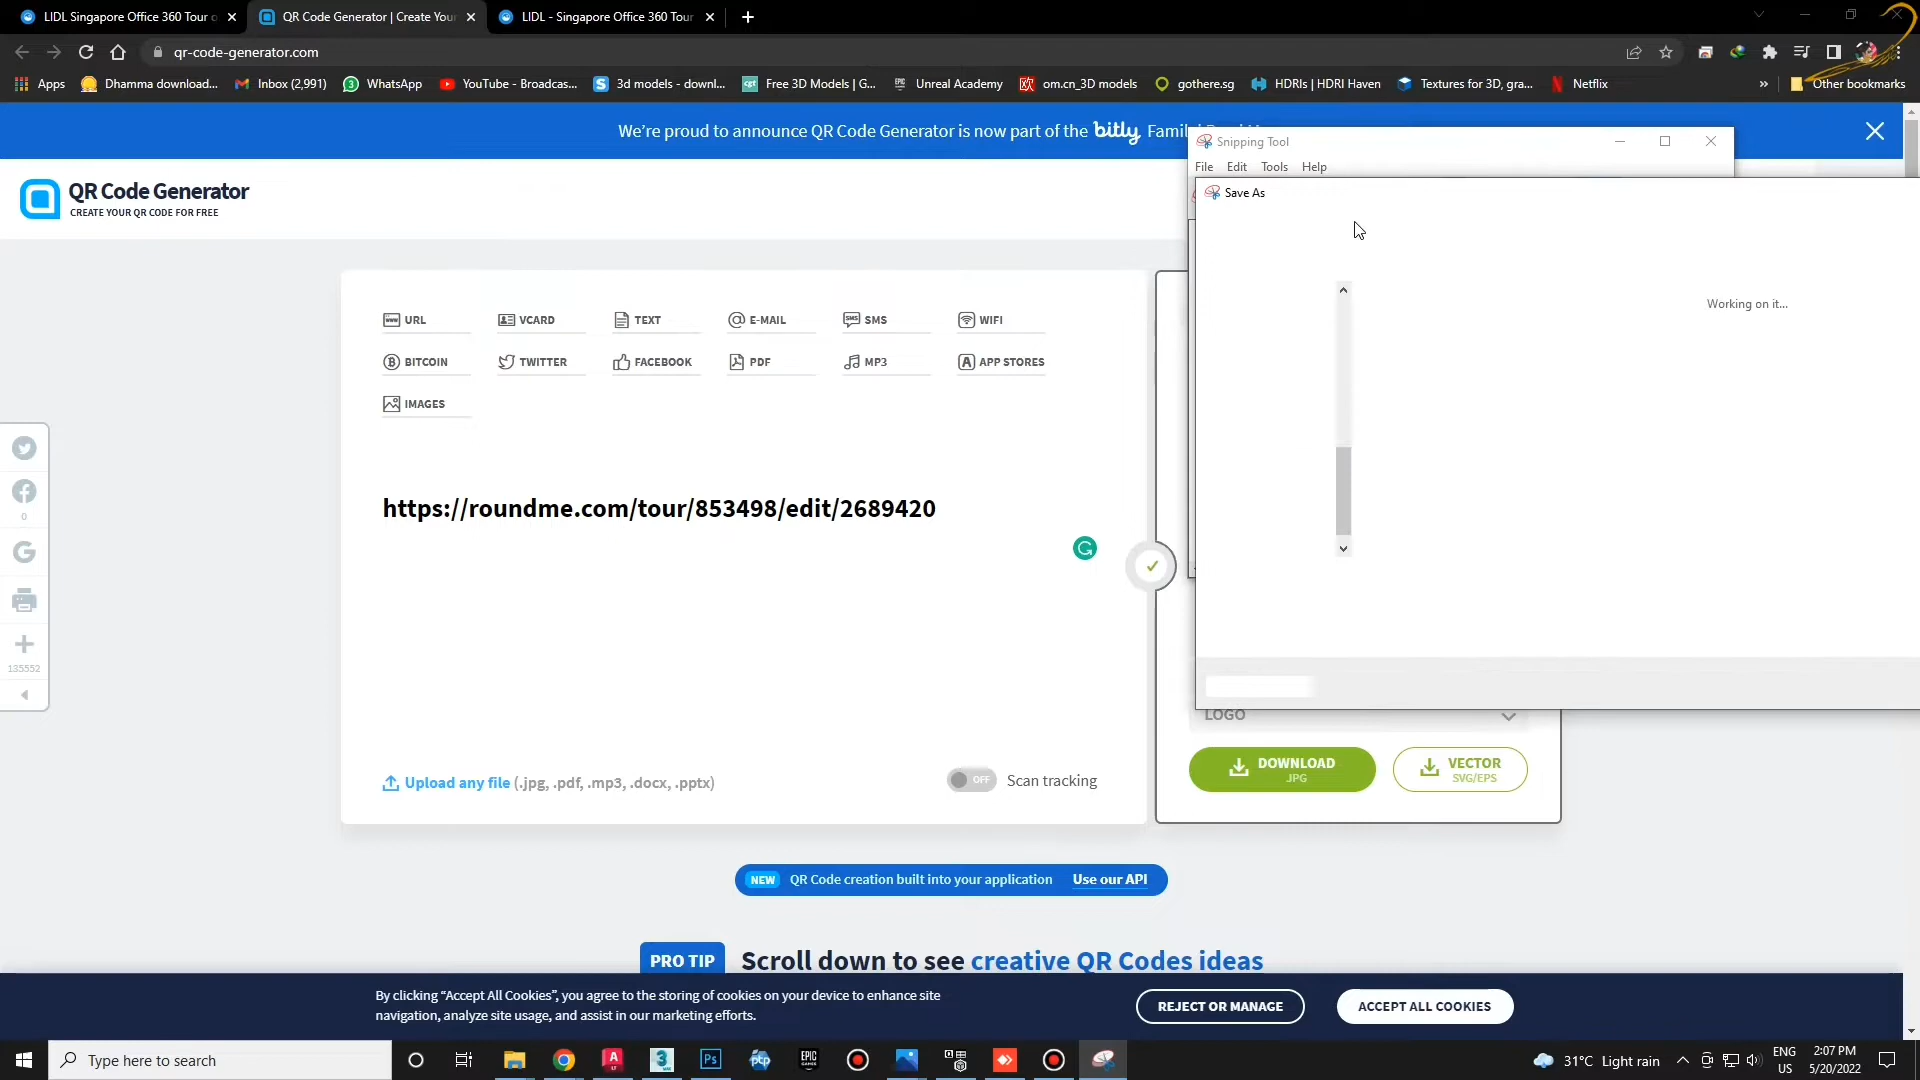 LIDL Singapore Office 360 Tour o
QR Code Generator | Create Your
LIDL - Singapore Office 360 Tour
qr-code-generator.com
Apps
Dhamma download...
Inbox (2,991)
WhatsApp
YouTube - Broadcas...
3d models - downl...
Free 3D Models | G...
Unreal Academy
om.cn_3D models
gothere.sg
HDRIs | HDRI Haven
Textures for 3D, gra...
Netflix
Other bookmarks
We're proud to announce QR Code Generator is now part of the bitly Famil
Snipping Tool
File Edit Tools Help
Save As
Working on it...
QR Code Generator
CREATE YOUR QR CODE FOR FREE
URL
VCARD
TEXT
E-MAIL
SMS
WIFI
BITCOIN
TWITTER
FACEBOOK
PDF
MP3
APP STORES
IMAGES
0
135552
https://roundme.com/tour/853498/edit/2689420
Upload any file (.jpg, .pdf, .mp3, .docx, .pptx)
OFF
Scan tracking
LOGO
DOWNLOAD
JPG
VECTOR
SVG/EPS
NEW QR Code creation built into your application Use our API
PRO TIP Scroll down to see creative QR Codes ideas
By clicking “Accept All Cookies”, you agree to the storing of cookies on your device to enhance site
navigation, analyze site usage, and assist in our marketing efforts.
REJECT OR MANAGE
ACCEPT ALL COOKIES
Type here to search
31°C Light rain
ENG
US
2:07 PM
5/20/2022